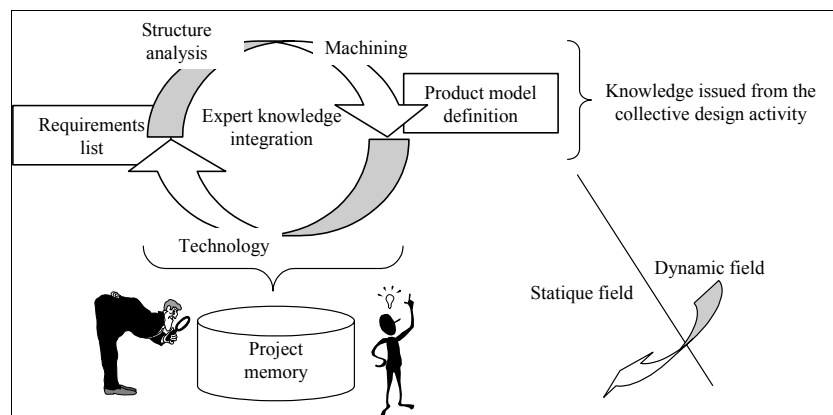 Structure
analysis
Machining
Requirements
list
Expert knowledge
integration
Product model
definition
Knowledge issued from the
collective design activity
Technology
Project
memory
Statique field
Dynamic field